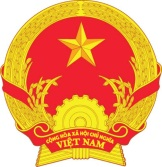 CỘNG HÒA XÃ HỘI CHỦ NGHĨA
VIỆT NAM